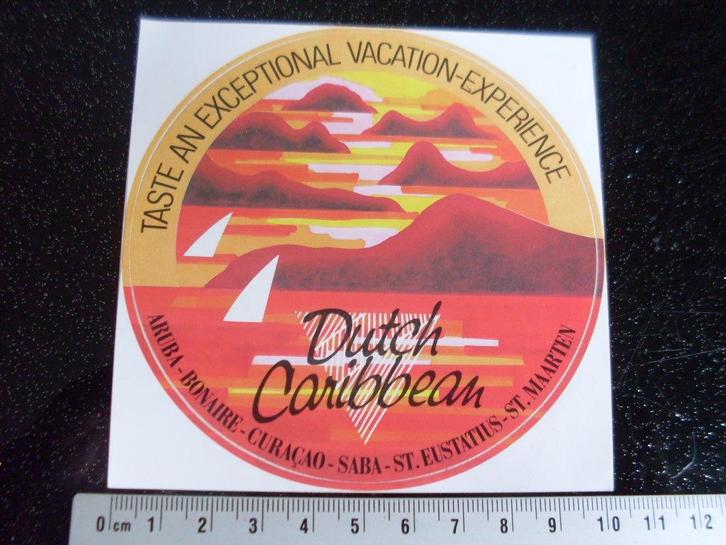 TASTE AN EXCEPTIONAL VACATION-EXPERIENCE
Dutch
Caribbean
ARUBA - BONAIRE - CURAÇAO - SABA - ST. EUSTATIUS - ST. MAARTEN
0 cm 1 2 3 4 5 6 7 8 9 10 11 12